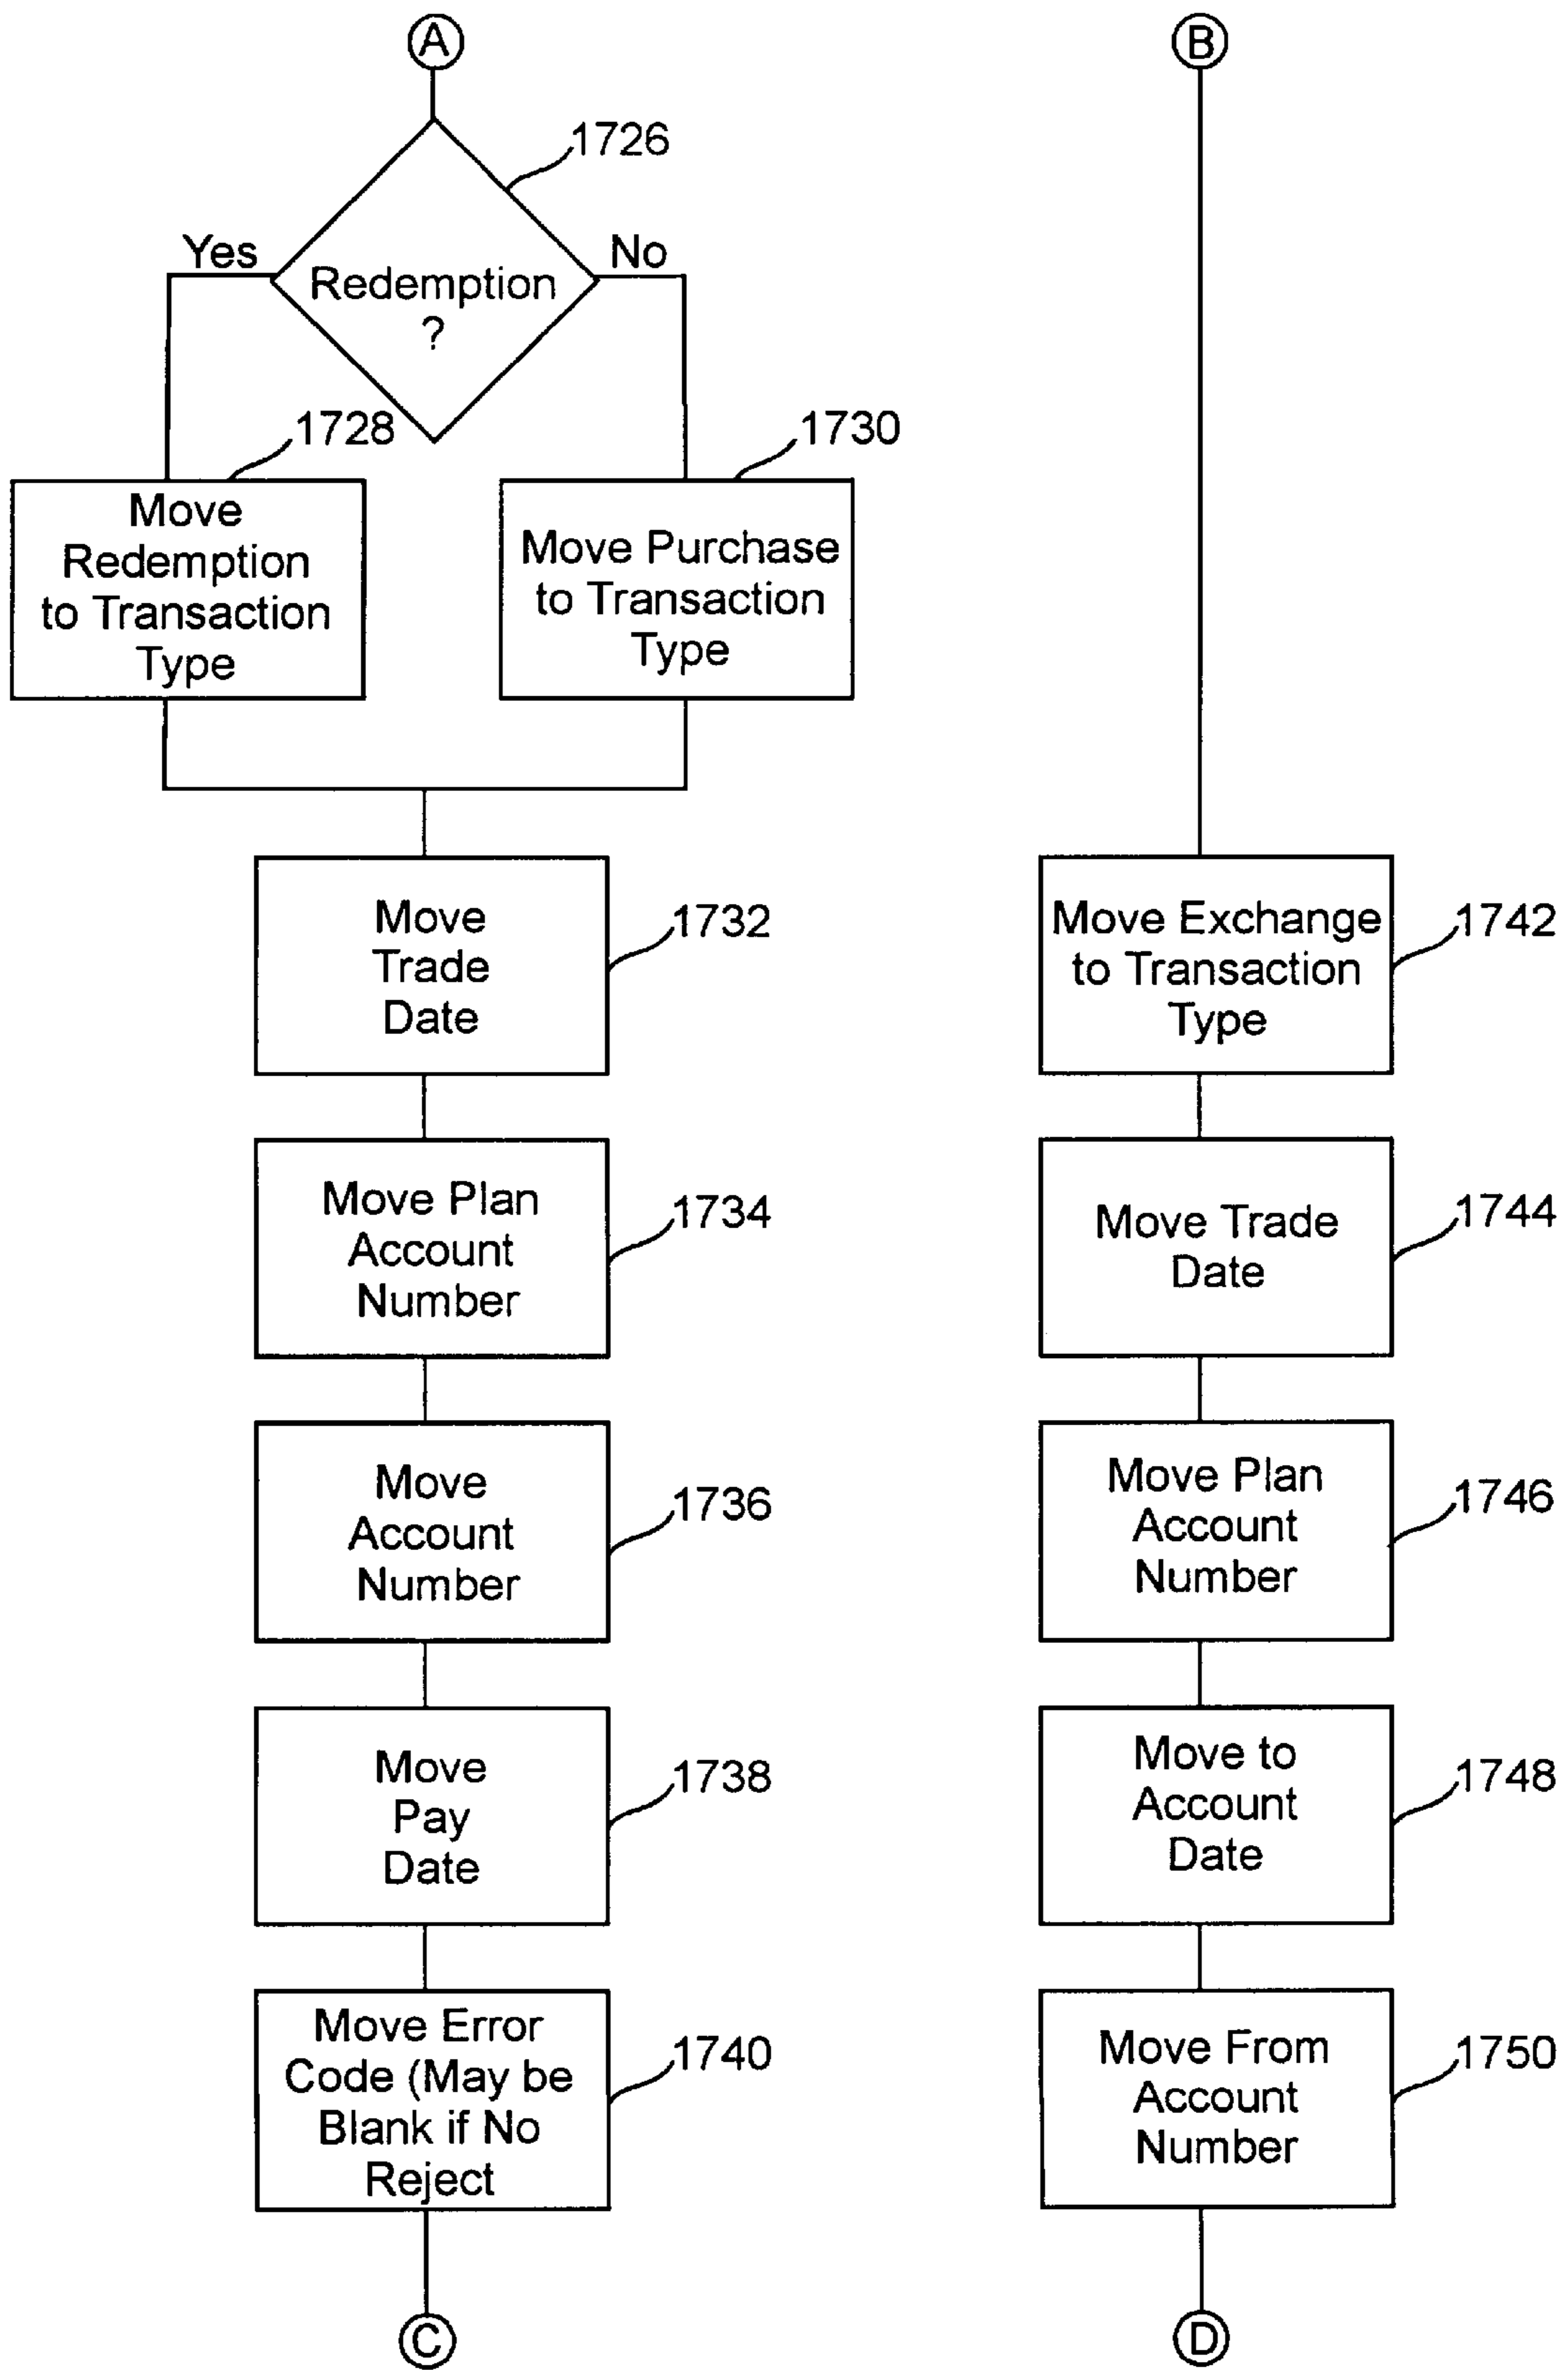 A
1726
Yes
No
Redemption
?
1728
Move
Redemption
to Transaction
Type
1730
Move Purchase
to Transaction
Type
Move
Trade
Date
1732
Move Plan
Account
Number
1734
Move
Account
Number
1736
Move
Pay
Date
1738
Move Error
Code (May be
Blank if No
Reject
1740
C
B
Move Exchange
to Transaction
Type
1742
Move Trade
Date
1744
Move Plan
Account
Number
1746
Move to
Account
Date
1748
Move From
Account
Number
1750
D